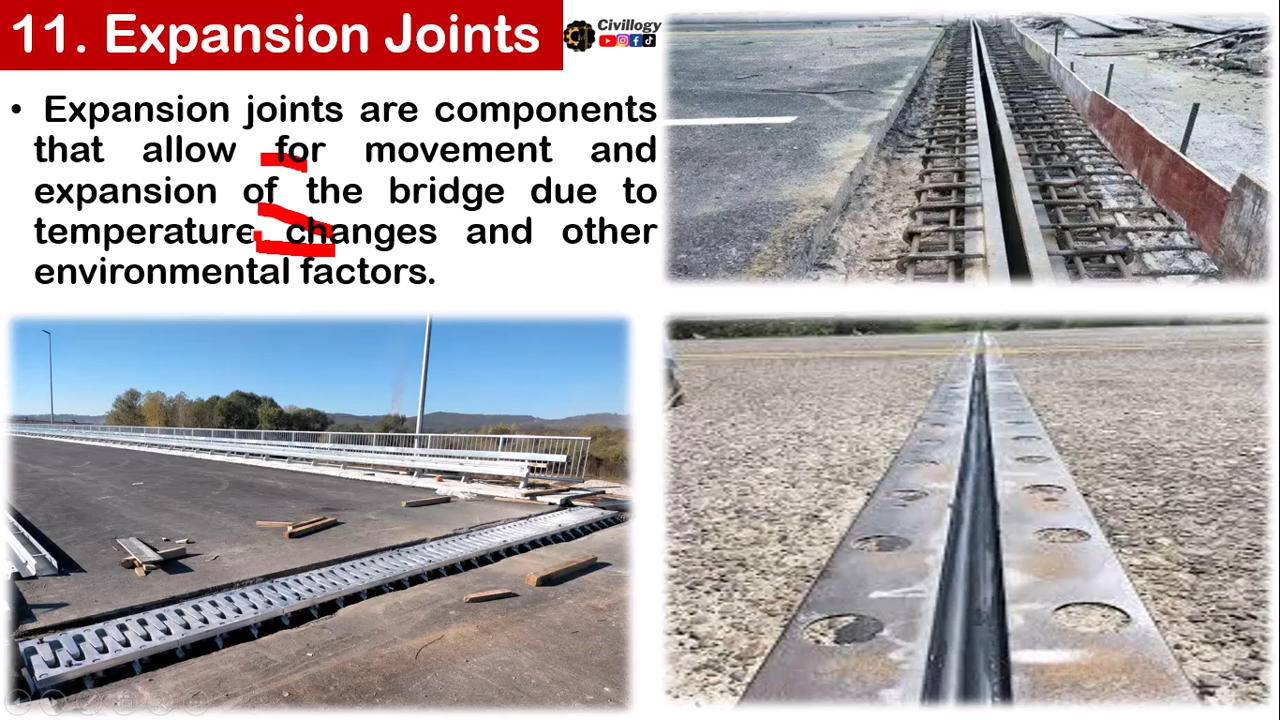 11. Expansion Joints
Civillogy
• Expansion joints are components
that allow for movement and
expansion of the bridge due to
temperature changes and other
environmental factors.